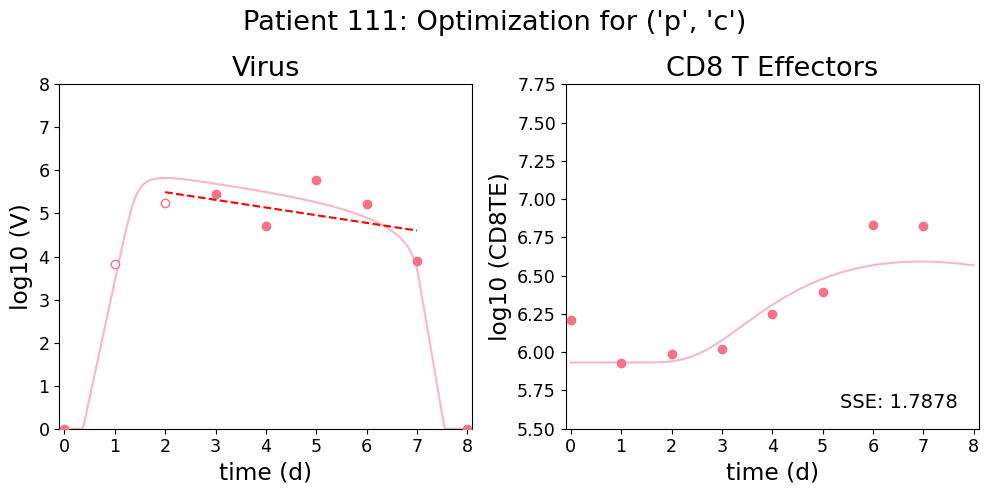 Patient 111: Optimization for ('p', 'c')
Virus
CD8 T Effectors
log10 (V)
8
7
6
5
4
3
2
1
0
0 1 2 3 4 5 6 7 8
time (d)
log10 (CD8TE)
7.75
7.50
7.25
7.00
6.75
6.50
6.25
6.00
5.75
5.50
SSE: 1.7878
0 1 2 3 4 5 6 7 8
time (d)